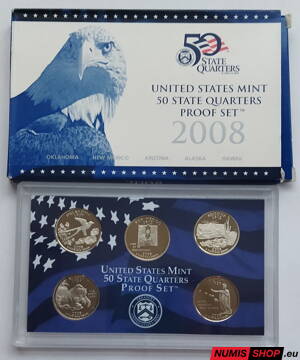 50
STATE
QUARTERS
UNITED STATES MINT
50 STATE QUARTERS
PROOF SET™
2008
OKLAHOMA NEW MEXICO ARIZONA ALASKA HAWAII
UNITED STATES MINT
50 STATE QUARTERS
PROOF SET™
NUMIS SHOP.eu